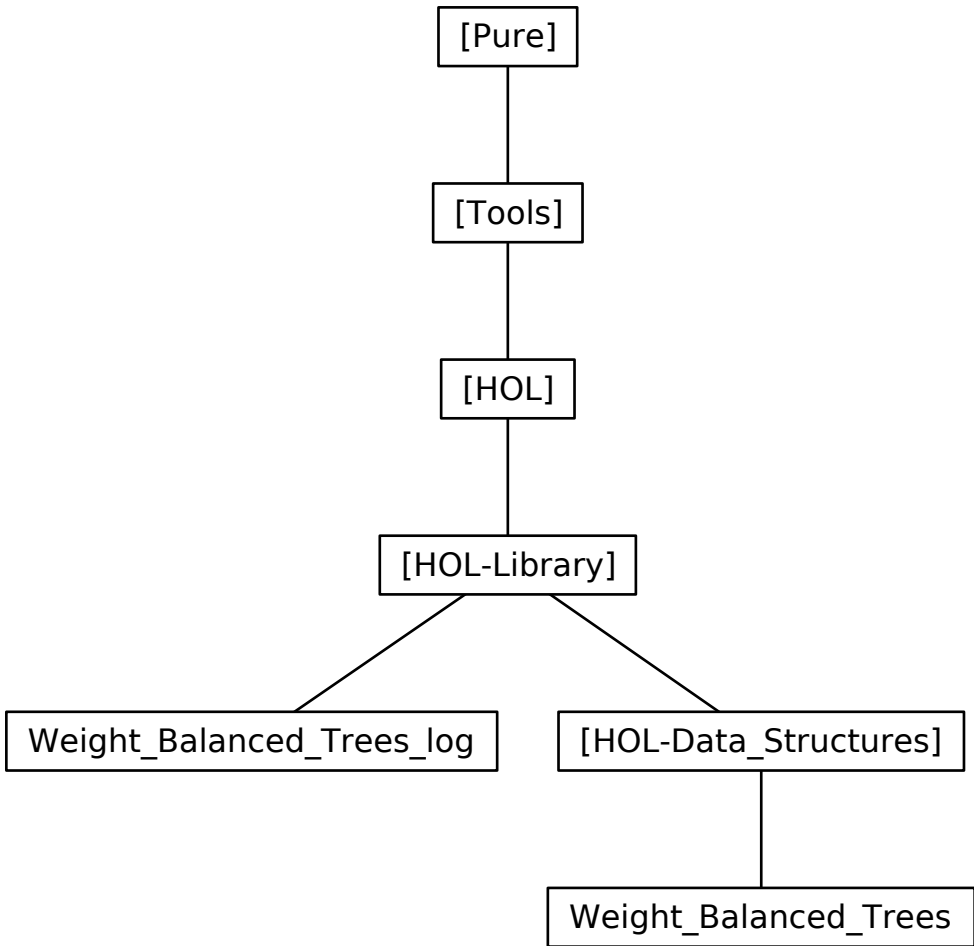 [Pure]
[Tools]
[HOL]
[HOL-Library]
Weight_Balanced_Trees_log
[HOL-Data_Structures]
Weight_Balanced_Trees